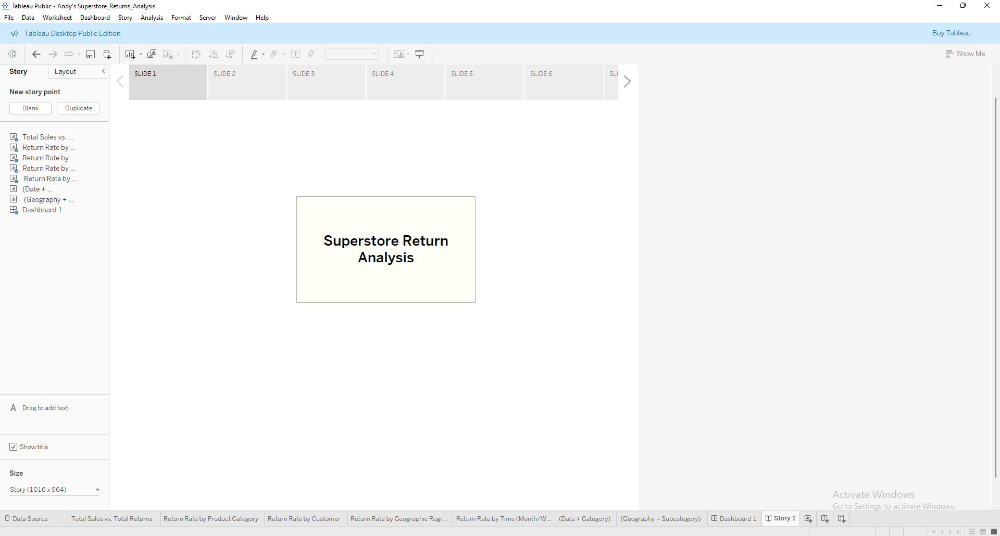 Tableau Public - Andy's Superstore_Returns_Analysis
File Data Worksheet Dashboard Story Analysis Format Server Window Help
Tableau Desktop Public Edition
Buy Tableau
Show Me
Story
Layout
SLIDE 1
SLIDE 2
SLIDE 3
SLIDE 4
SLIDE 5
SLIDE 6
SLI
New story point
Blank
Duplicate
Total Sales vs. ...
Return Rate by ...
Return Rate by ...
Return Rate by ...
Return Rate by ...
(Date + ...
(Geography + ...
Dashboard 1
Superstore Return
Analysis
A Drag to add text
Show title
Size
Story (1016 x 964)
Activate Windows
Go to Settings to activate Windows.
Data Source
Total Sales vs. Total Returns
Return Rate by Product Category
Return Rate by Customer
Return Rate by Geographic Regi...
Return Rate by Time (Month/W...
(Date + Category)
(Geography + Subcategory)
Dashboard 1
Story 1